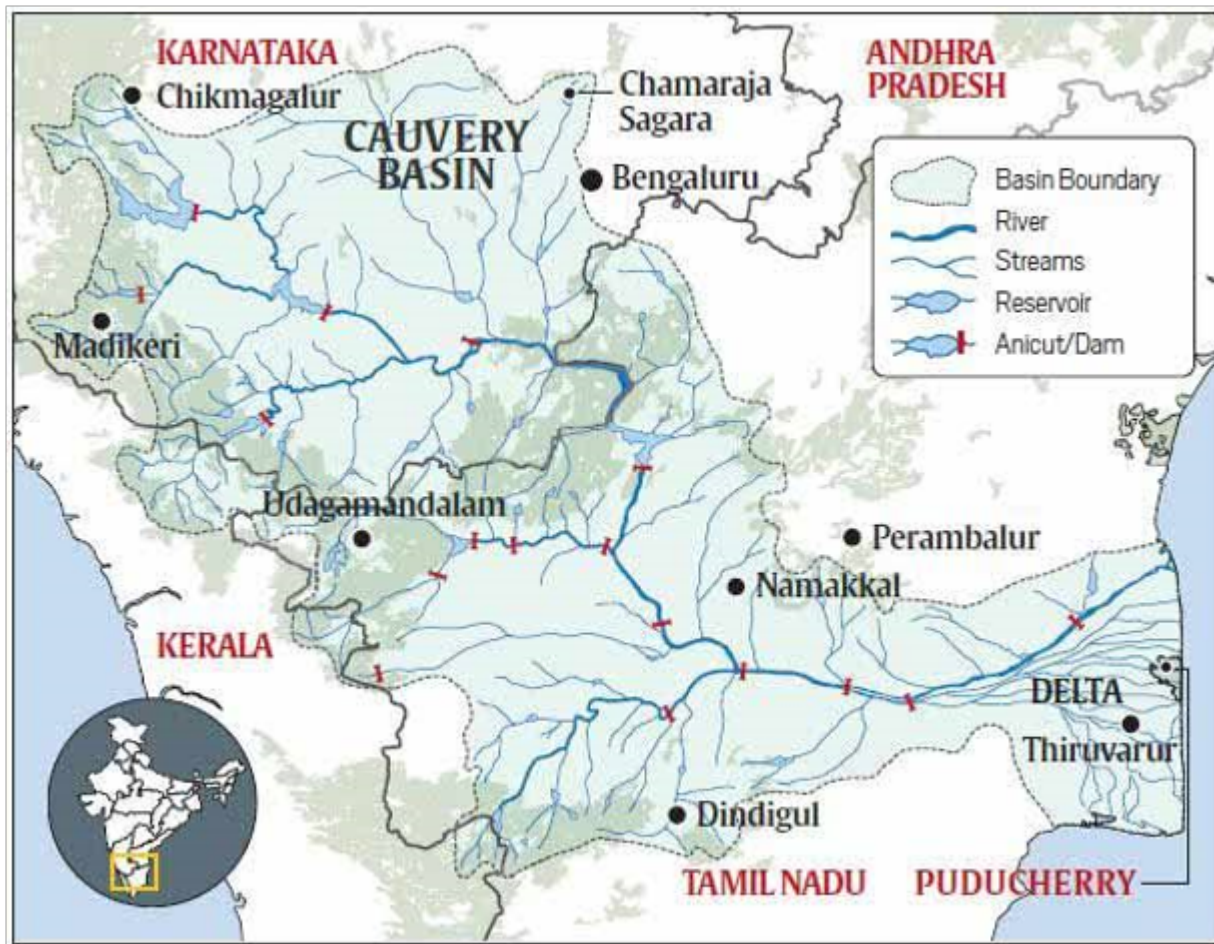 KARNATAKA
Chikmagalur
CAUVERY
BASIN
Chamaraja
Sagara
Bengaluru
ANDHRA
PRADESH
Basin Boundary
River
Streams
Reservoir
Anicut/Dam
Madikeri
Udagamandalam
Perambalur
Namakkal
KERALA
DELTA
Thiruvarur
Dindigul
TAMIL NADU
PUDUCHERRY